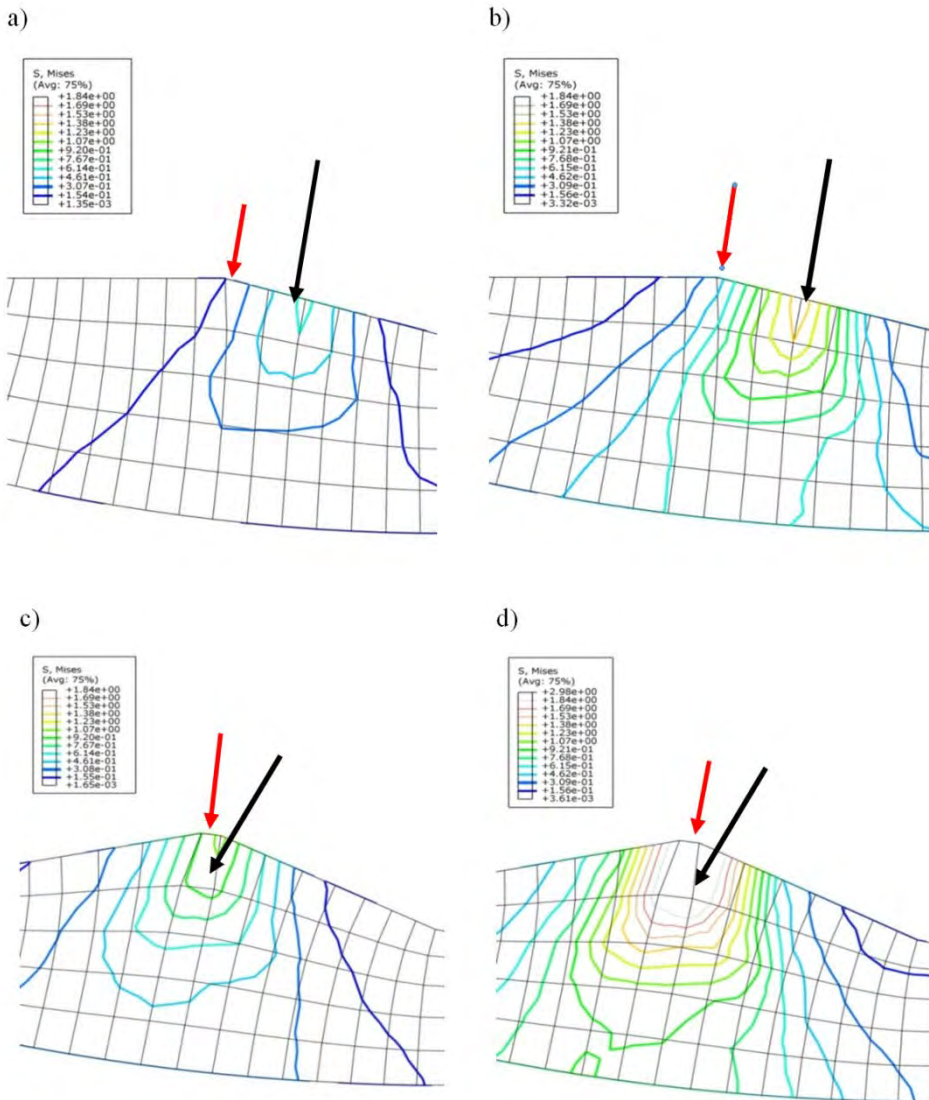 a)
S, Mises
(Avg: 75%)
+1.84e+00
+1.69e+00
+1.53e+00
+1.38e+00
+1.23e+00
+1.07e+00
+9.20e-01
+7.67e-01
+6.14e-01
+4.61e-01
+3.07e-01
+1.54e-01
+1.35e-03
b)
S, Mises
(Avg: 75%)
+1.84e+00
+1.69e+00
+1.53e+00
+1.38e+00
+1.23e+00
+1.07e+00
+9.21e-01
+7.68e-01
+6.15e-01
+4.62e-01
+3.09e-01
+1.56e-01
+3.32e-03
c)
S, Mises
(Avg: 75%)
+1.84e+00
+1.69e+00
+1.53e+00
+1.38e+00
+1.23e+00
+1.07e+00
+9.20e-01
+7.67e-01
+6.14e-01
+4.61e-01
+3.08e-01
+1.55e-01
+1.65e-03
d)
S, Mises
(Avg: 75%)
+2.98e+00
+1.84e+00
+1.69e+00
+1.53e+00
+1.38e+00
+1.23e+00
+1.07e+00
+9.21e-01
+7.68e-01
+6.15e-01
+4.62e-01
+3.09e-01
+1.56e-01
+3.61e-03